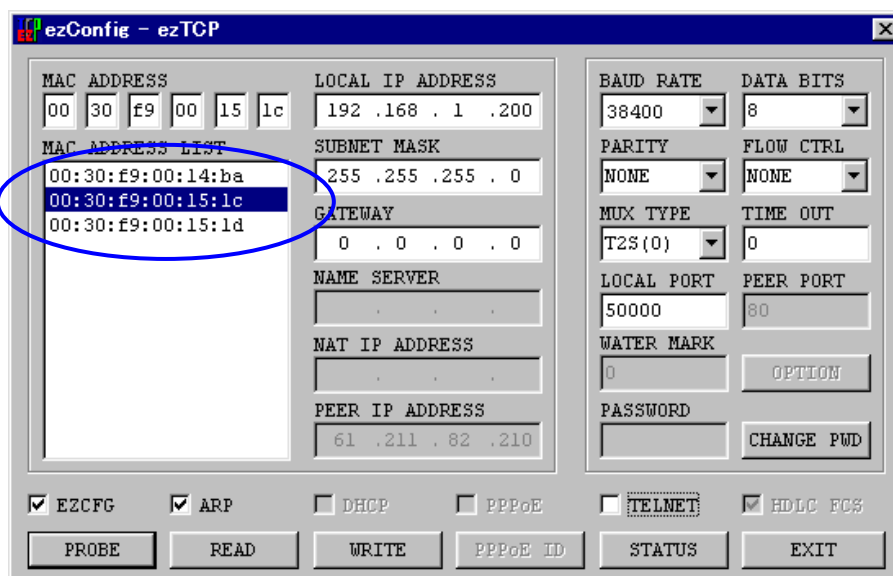 ezConfig - ezTCP
MAC ADDRESS
00 30 f9 00 15 1c
MAC ADDRESS LIST
00:30:f9:00:14:ba
00:30:f9:00:15:1c
00:30:f9:00:15:1d
LOCAL IP ADDRESS
192 .168 . 1 .200
SUBNET MASK
255 .255 .255 . 0
GATEWAY
0 . 0 . 0 . 0
NAME SERVER
. . .
NAT IP ADDRESS
. . .
PEER IP ADDRESS
61 .211 . 82 .210
BAUD RATE DATA BITS
38400 8
PARITY FLOW CTRL
NONE NONE
MUX TYPE TIME OUT
T2S(0) 0
LOCAL PORT PEER PORT
50000 80
WATER MARK
0 OPTION
PASSWORD
CHANGE PWD
EZCFG ARP DHCP PPPoE TELNET HDLC FCS
PROBE READ WRITE PPPoE ID STATUS EXIT